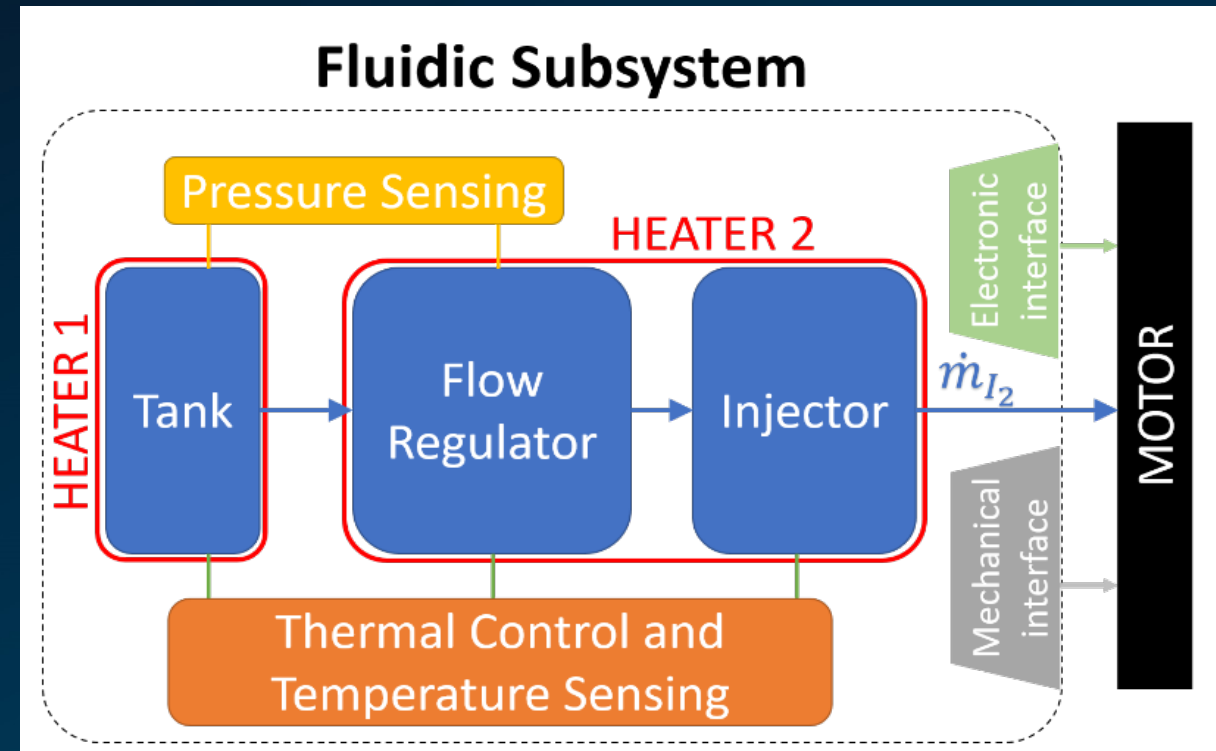 Fluidic Subsystem
Pressure Sensing
HEATER 2
HEATER 1
Tank
Flow
Regulator
Injector
Electronic
interface
ṁ_{I₂}
Mechanical
interface
MOTOR
Thermal Control and
Temperature Sensing